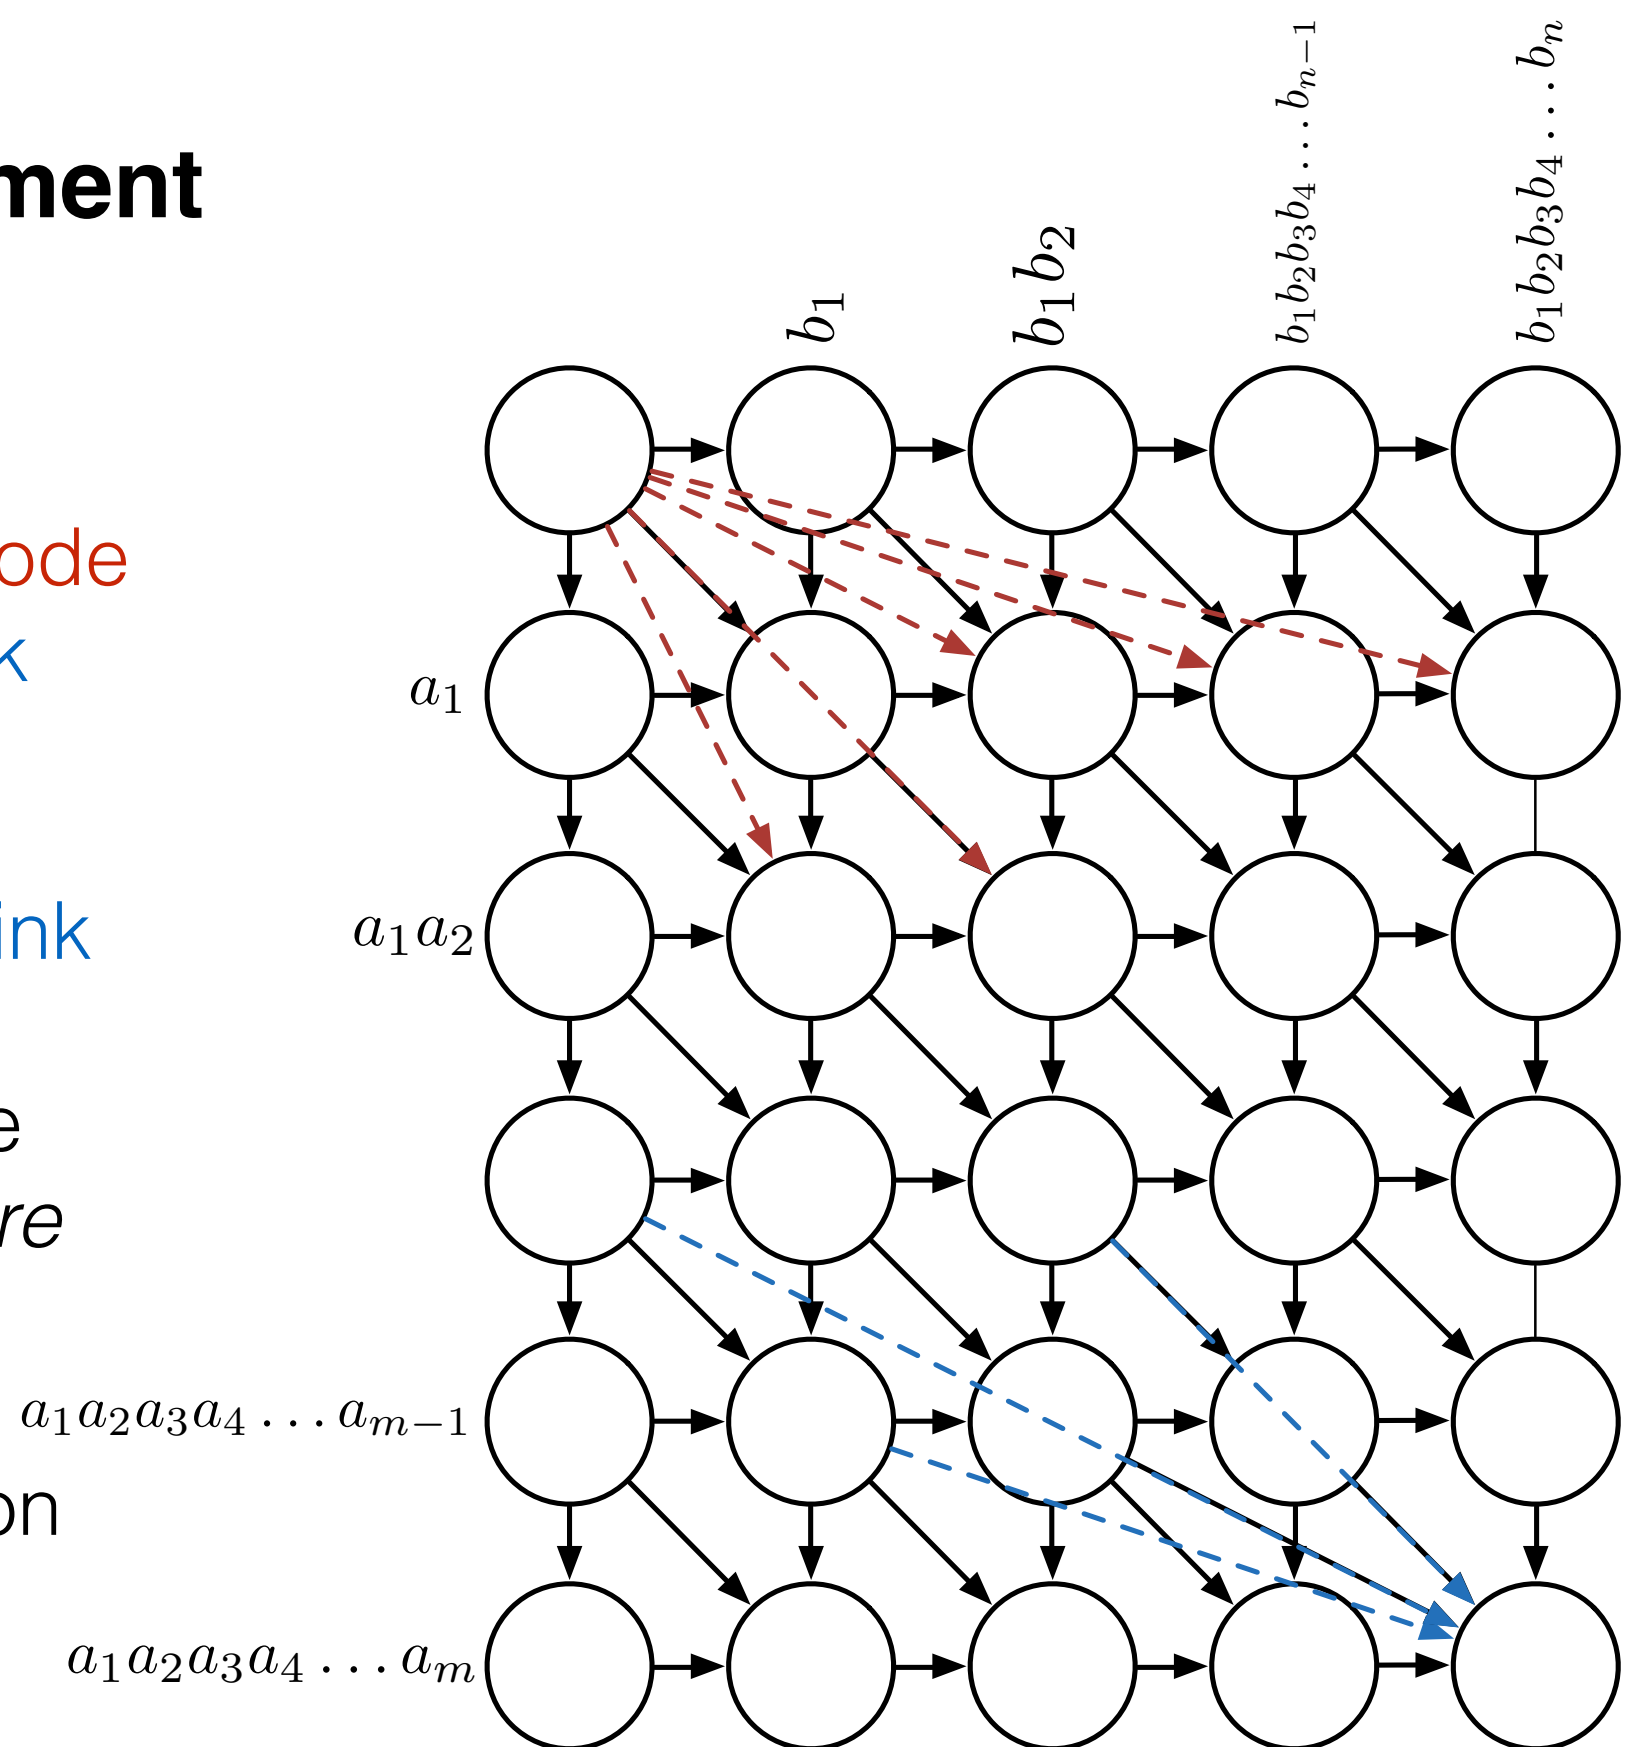 b₁b₂b₃b₄ … bₙ₋₁
b₁b₂b₃b₄ … bₙ
ment
b₁b₂
b₁
ode
k
a₁
ink
a₁a₂
e
re
a₁a₂a₃a₄ … aₘ₋₁
on
a₁a₂a₃a₄ … aₘ